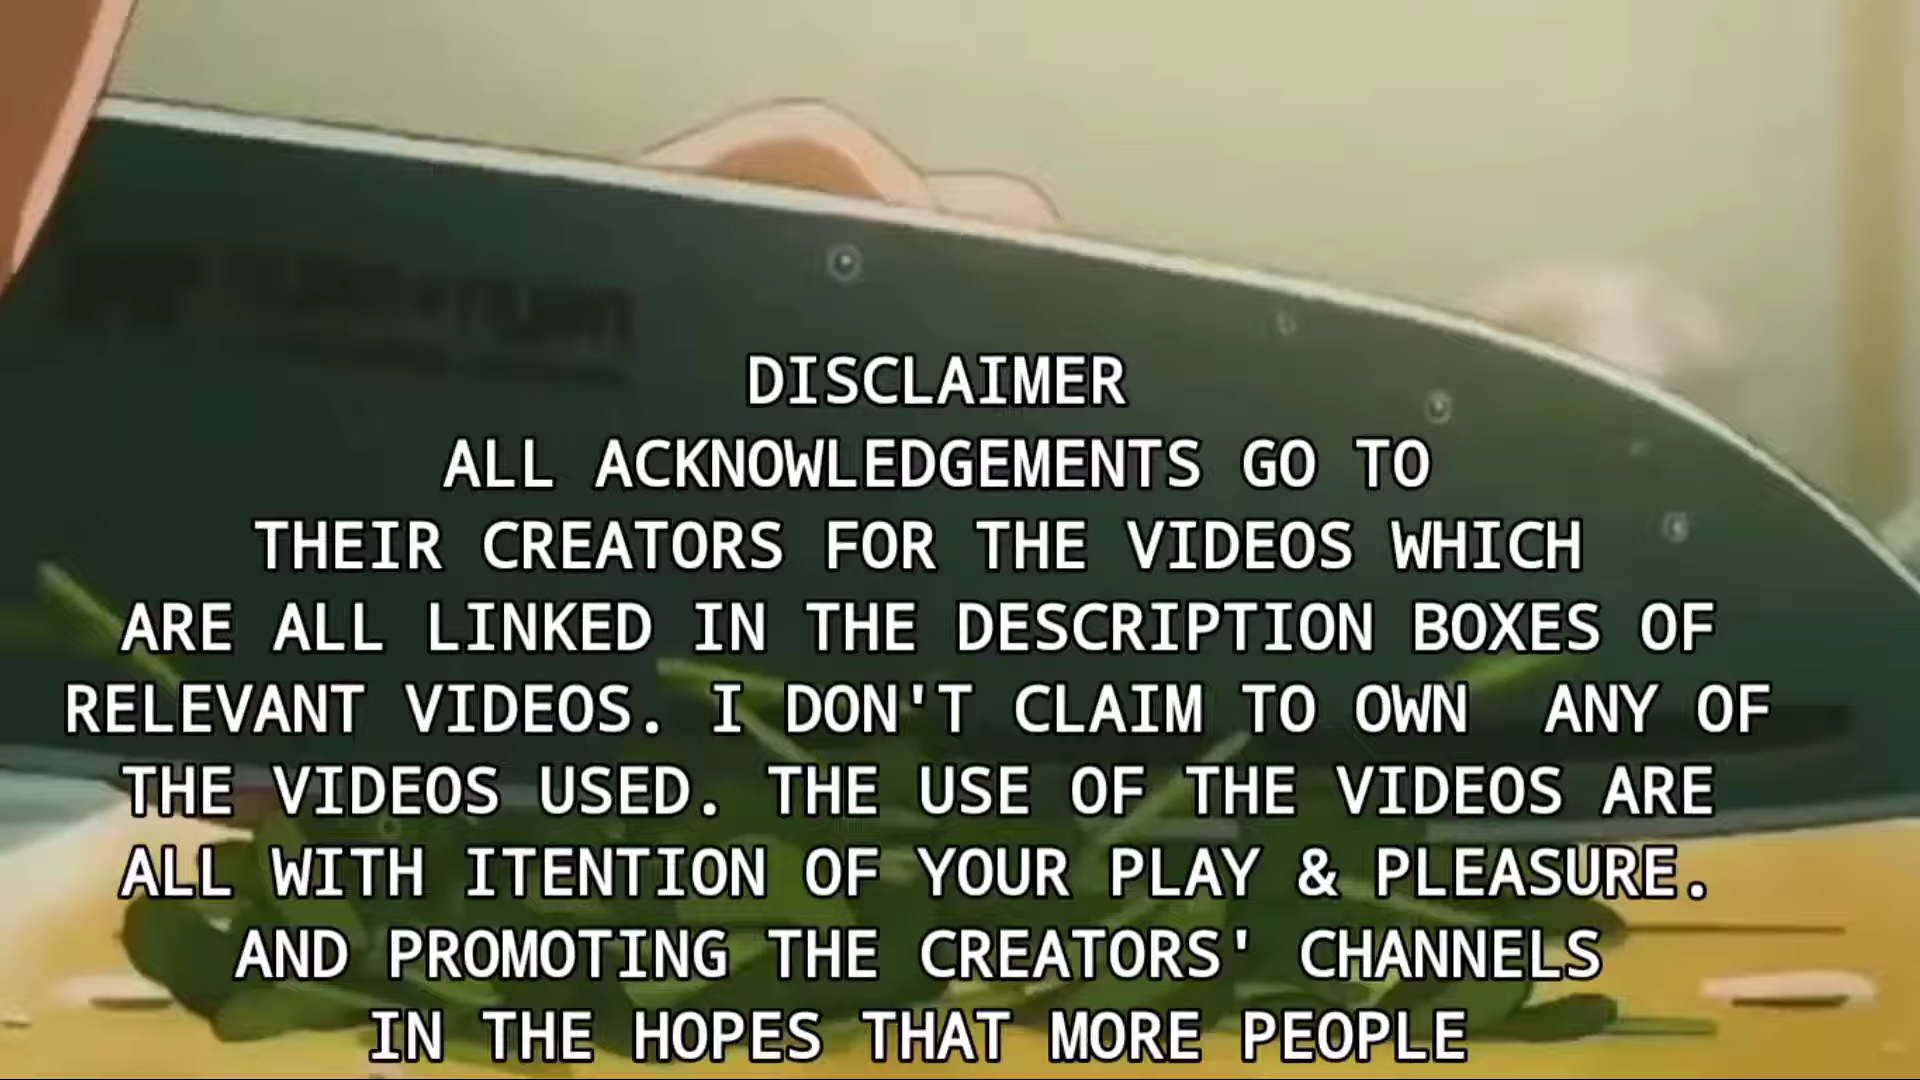 DISCLAIMER
ALL ACKNOWLEDGEMENTS GO TO
THEIR CREATORS FOR THE VIDEOS WHICH
ARE ALL LINKED IN THE DESCRIPTION BOXES OF
RELEVANT VIDEOS. I DON'T CLAIM TO OWN  ANY OF
THE VIDEOS USED. THE USE OF THE VIDEOS ARE
ALL WITH ITENTION OF YOUR PLAY & PLEASURE.
AND PROMOTING THE CREATORS' CHANNELS
IN THE HOPES THAT MORE PEOPLE